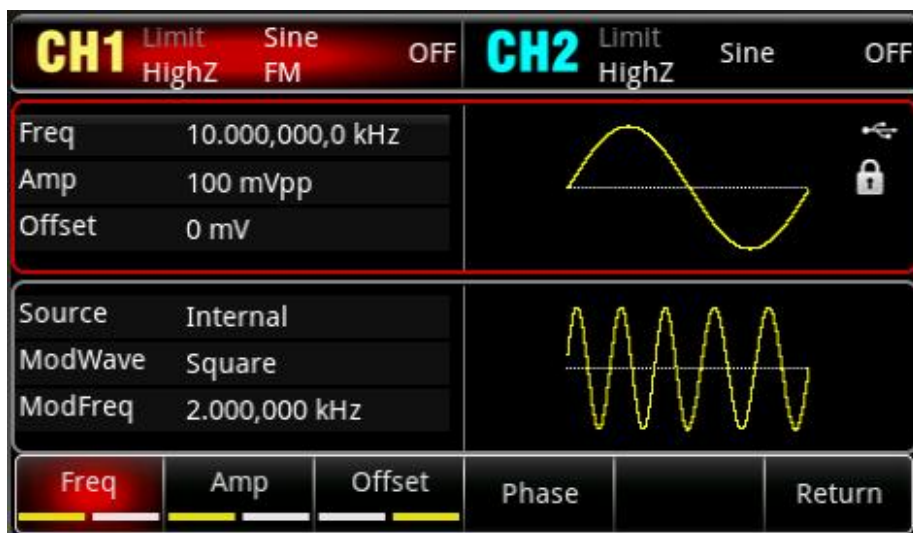 CH1 Limit Sine OFF
HighZ FM
CH2 Limit Sine OFF
HighZ
Freq 10.000,000,0 kHz
Amp 100 mVpp
Offset 0 mV
Source Internal
ModWave Square
ModFreq 2.000,000 kHz
Freq Amp Offset Phase Return